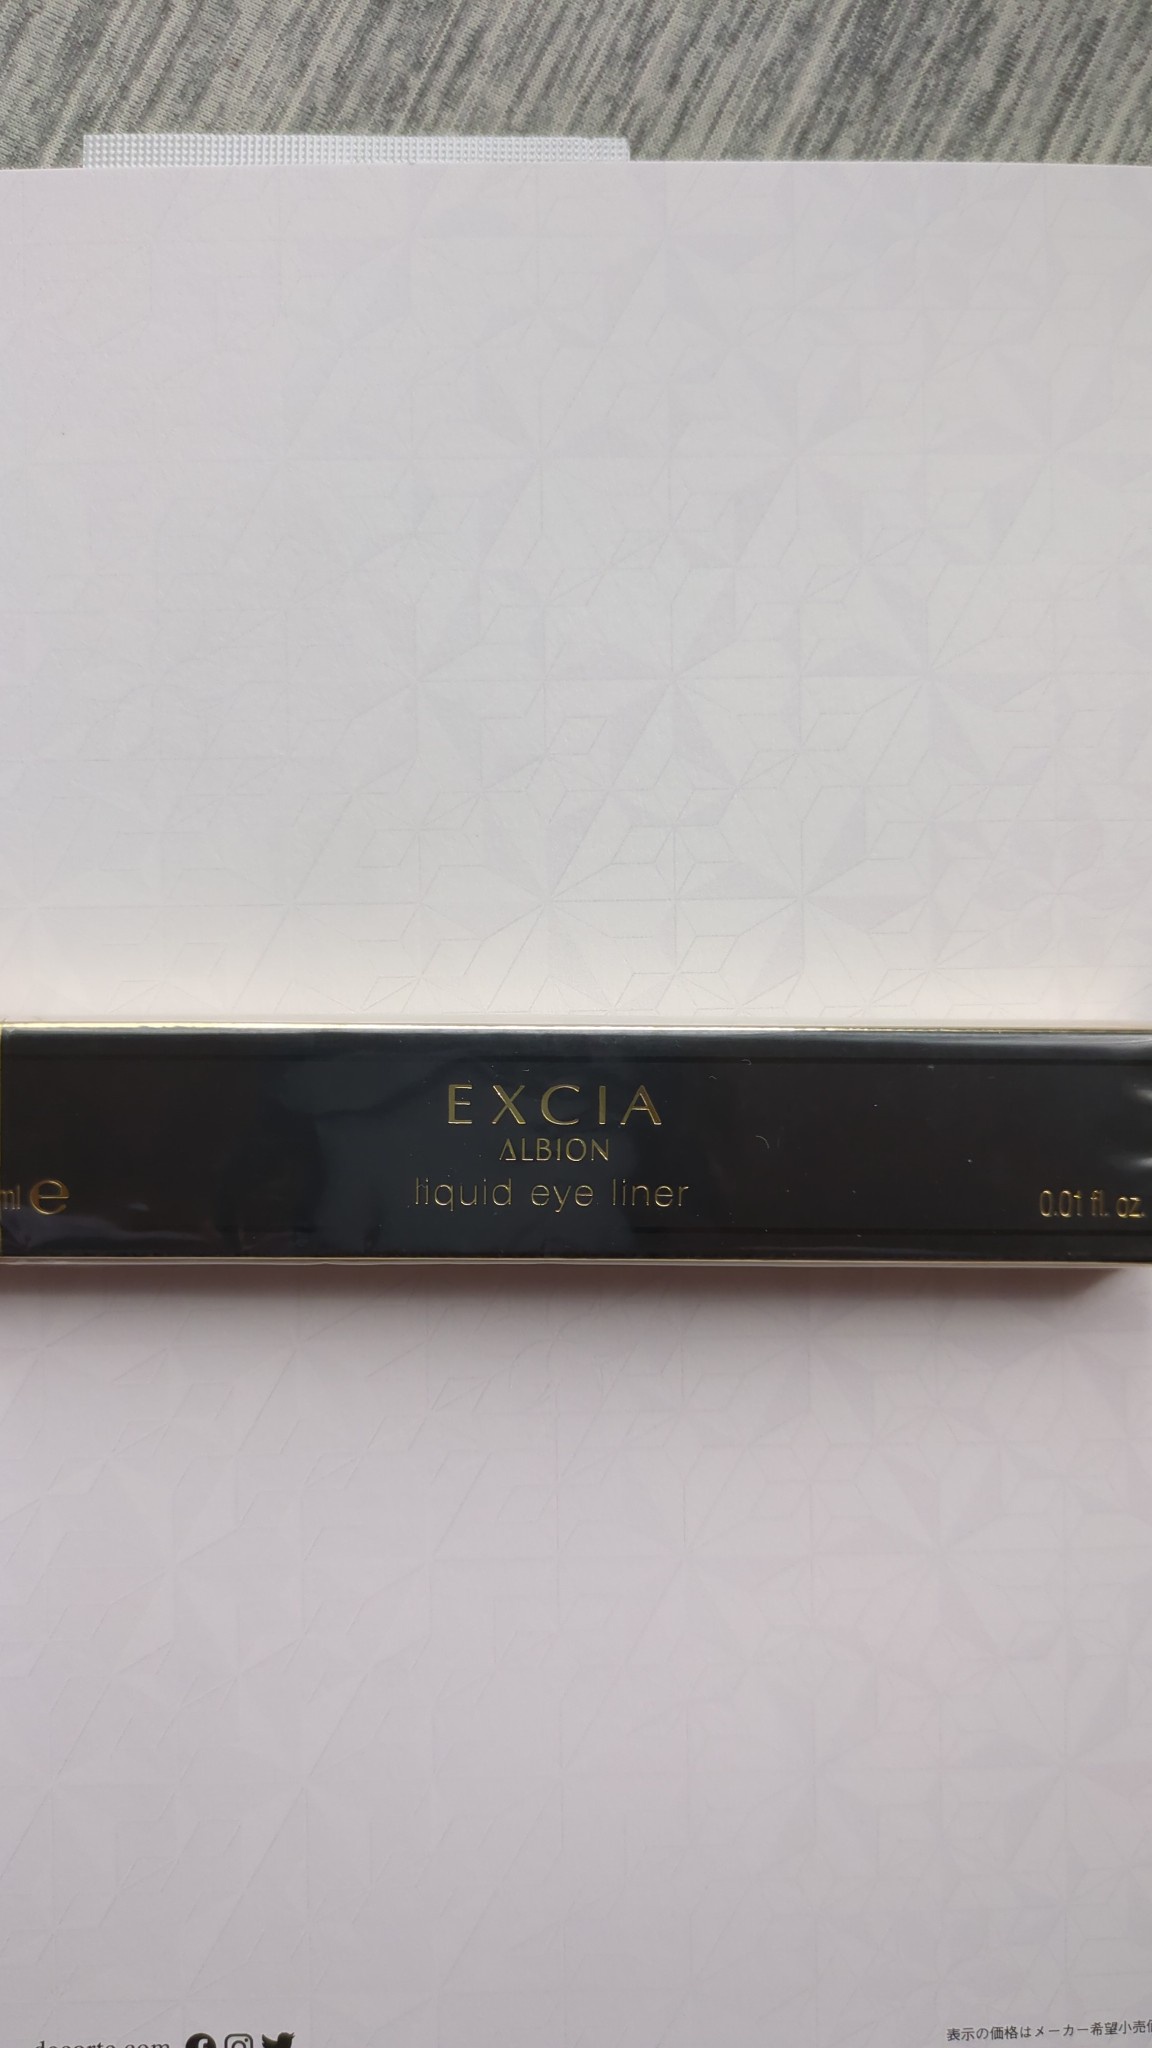 EXCIA
ALBION
liquid eye liner
ml e
0.01 fl. oz.
表示の価格はメーカー希望小売